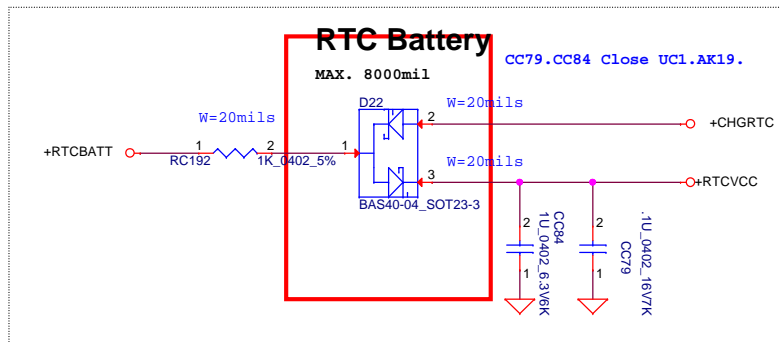 RTC Battery
CC79.CC84 Close UC1.AK19.
MAX. 8000mil
D22
W=20mils
2
+CHGRTC
W=20mils
+RTCBATT
1
2
1
RC192
1K_0402_5%
W=20mils
3
+RTCVCC
BAS40-04_SOT23-3
2
CC84
1U_0402_6.3V6K
1
2
.1U_0402_16V7K
CC79
1